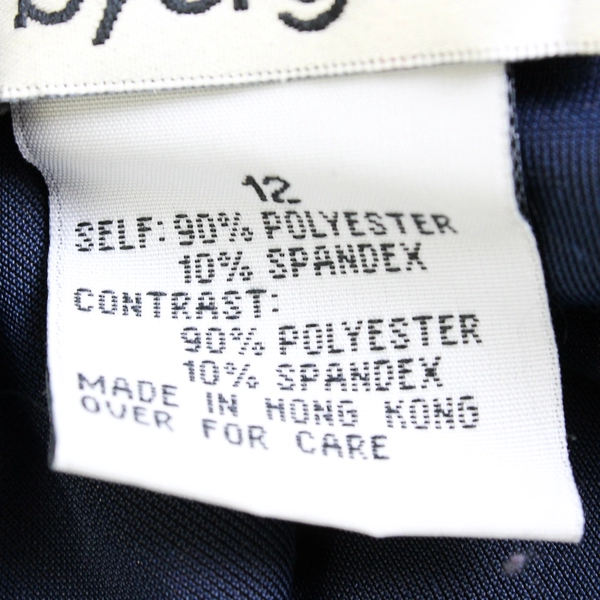 12
SELF: 90% POLYESTER
10% SPANDEX
CONTRAST:
90% POLYESTER
10% SPANDEX
MADE IN HONG KONG
OVER FOR CARE